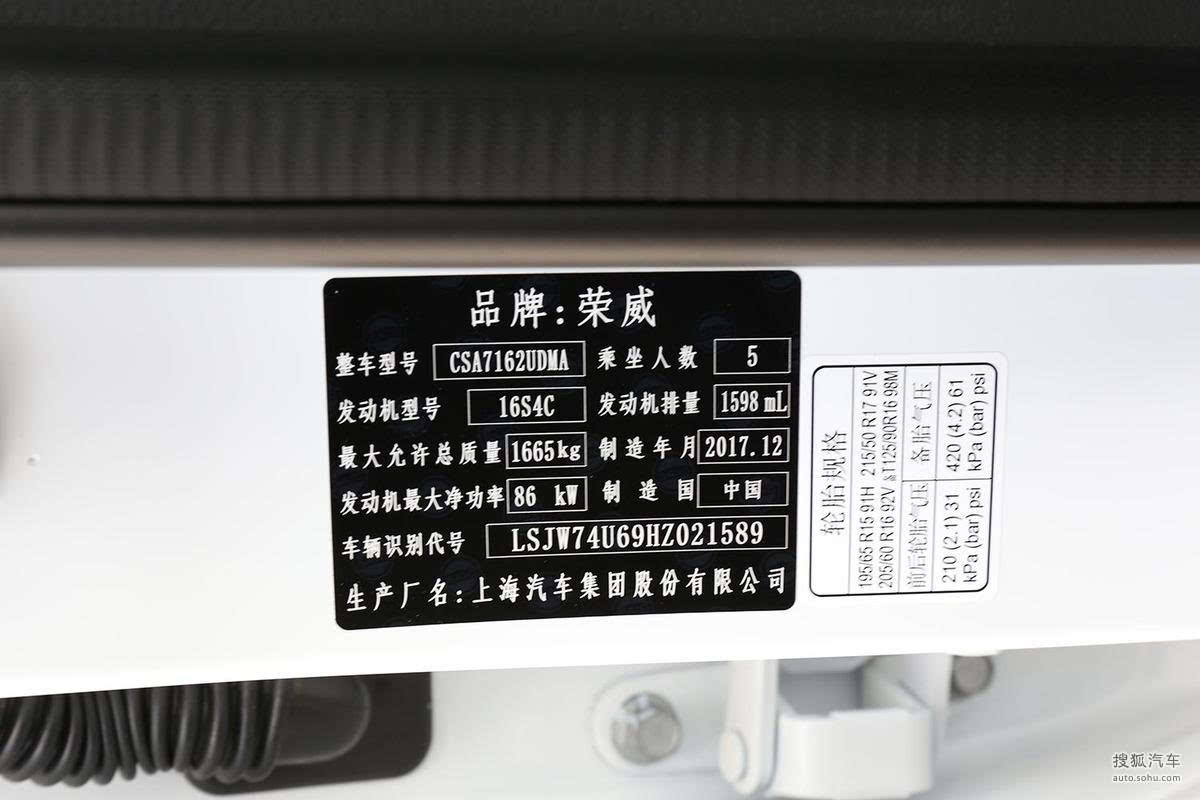 品牌:荣威
整车型号 CSA7162UDMA 乘坐人数 5
发动机型号 16S4C 发动机排量 1598 mL
最大允许总质量 1665kg 制造年月 2017.12
发动机最大净功率 86 kW 制造国 中国
车辆识别代号 LSJW74U69HZ021589
生产厂名:上海汽车集团股份有限公司
轮胎规格
195/65 R15 91H 215/50 R17 91V
205/60 R16 92V &T125/90R16 98M
前后轮胎气压 备胎气压
210 (2.1) 31 420 (4.2) 61
kPa (bar) psi kPa (bar) psi
搜狐汽车
auto.sohu.com